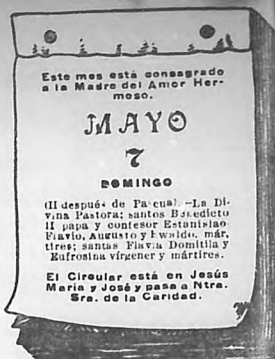 Este mes está consagrado
a la Madre del Amor Her-
moso.
MAYO
7
DOMINGO
(II después de Pascua).—La Di-
vina Pastora; santos Benedicto
II papa y confesor Estanislao
Flavio, Augusto y Ewaldo, már,
tires; santas Flavia Domitila y
Eufrosina vírgener y mártires.
El Circular está en Jesús
María y José y pasa a Ntra.
Sra. de la Caridad.